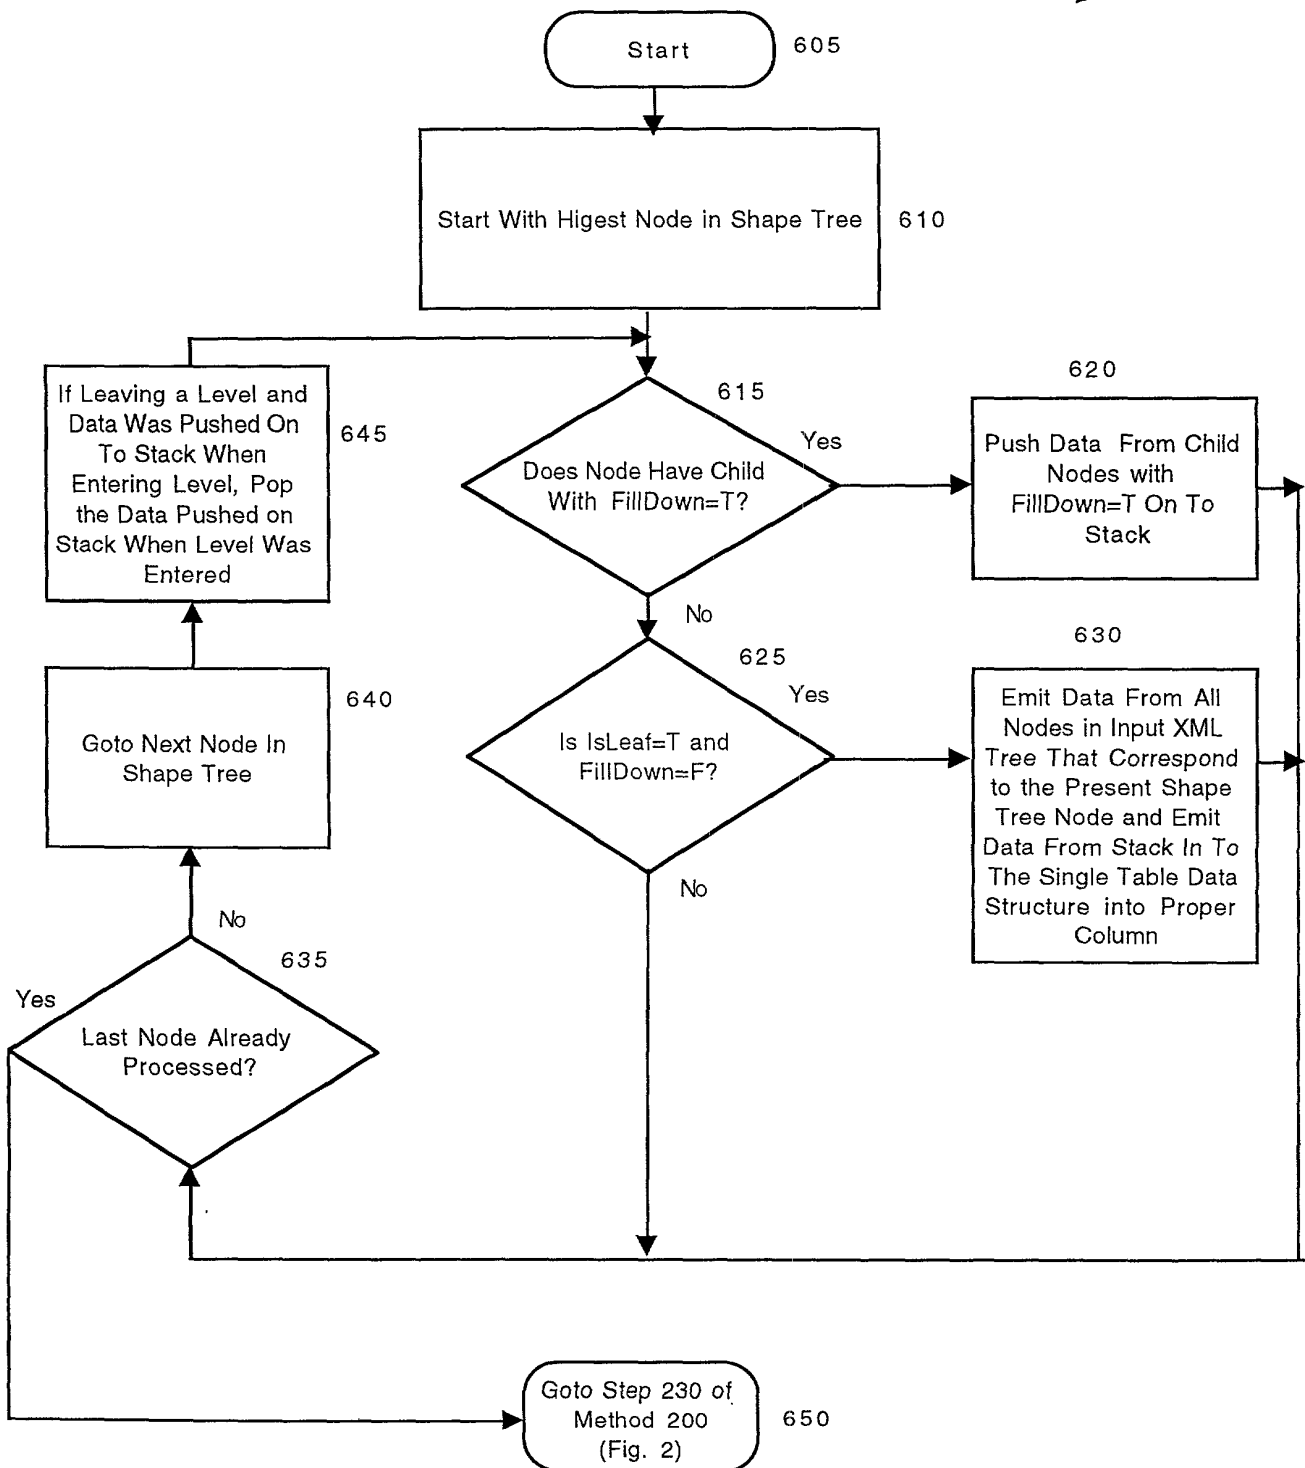 Start
605
Start With Higest Node in Shape Tree
610
If Leaving a Level and
Data Was Pushed On
To Stack When
Entering Level, Pop
the Data Pushed on
Stack When Level Was
Entered
645
615
Does Node Have Child
With FillDown=T?
Yes
No
620
Push Data From Child
Nodes with
FillDown=T On To
Stack
625
Is IsLeaf=T and
FillDown=F?
Yes
No
630
Emit Data From All
Nodes in Input XML
Tree That Correspond
to the Present Shape
Tree Node and Emit
Data From Stack In To
The Single Table Data
Structure into Proper
Column
640
Goto Next Node In
Shape Tree
No
635
Yes
Last Node Already
Processed?
Goto Step 230 of
Method 200
(Fig. 2)
650